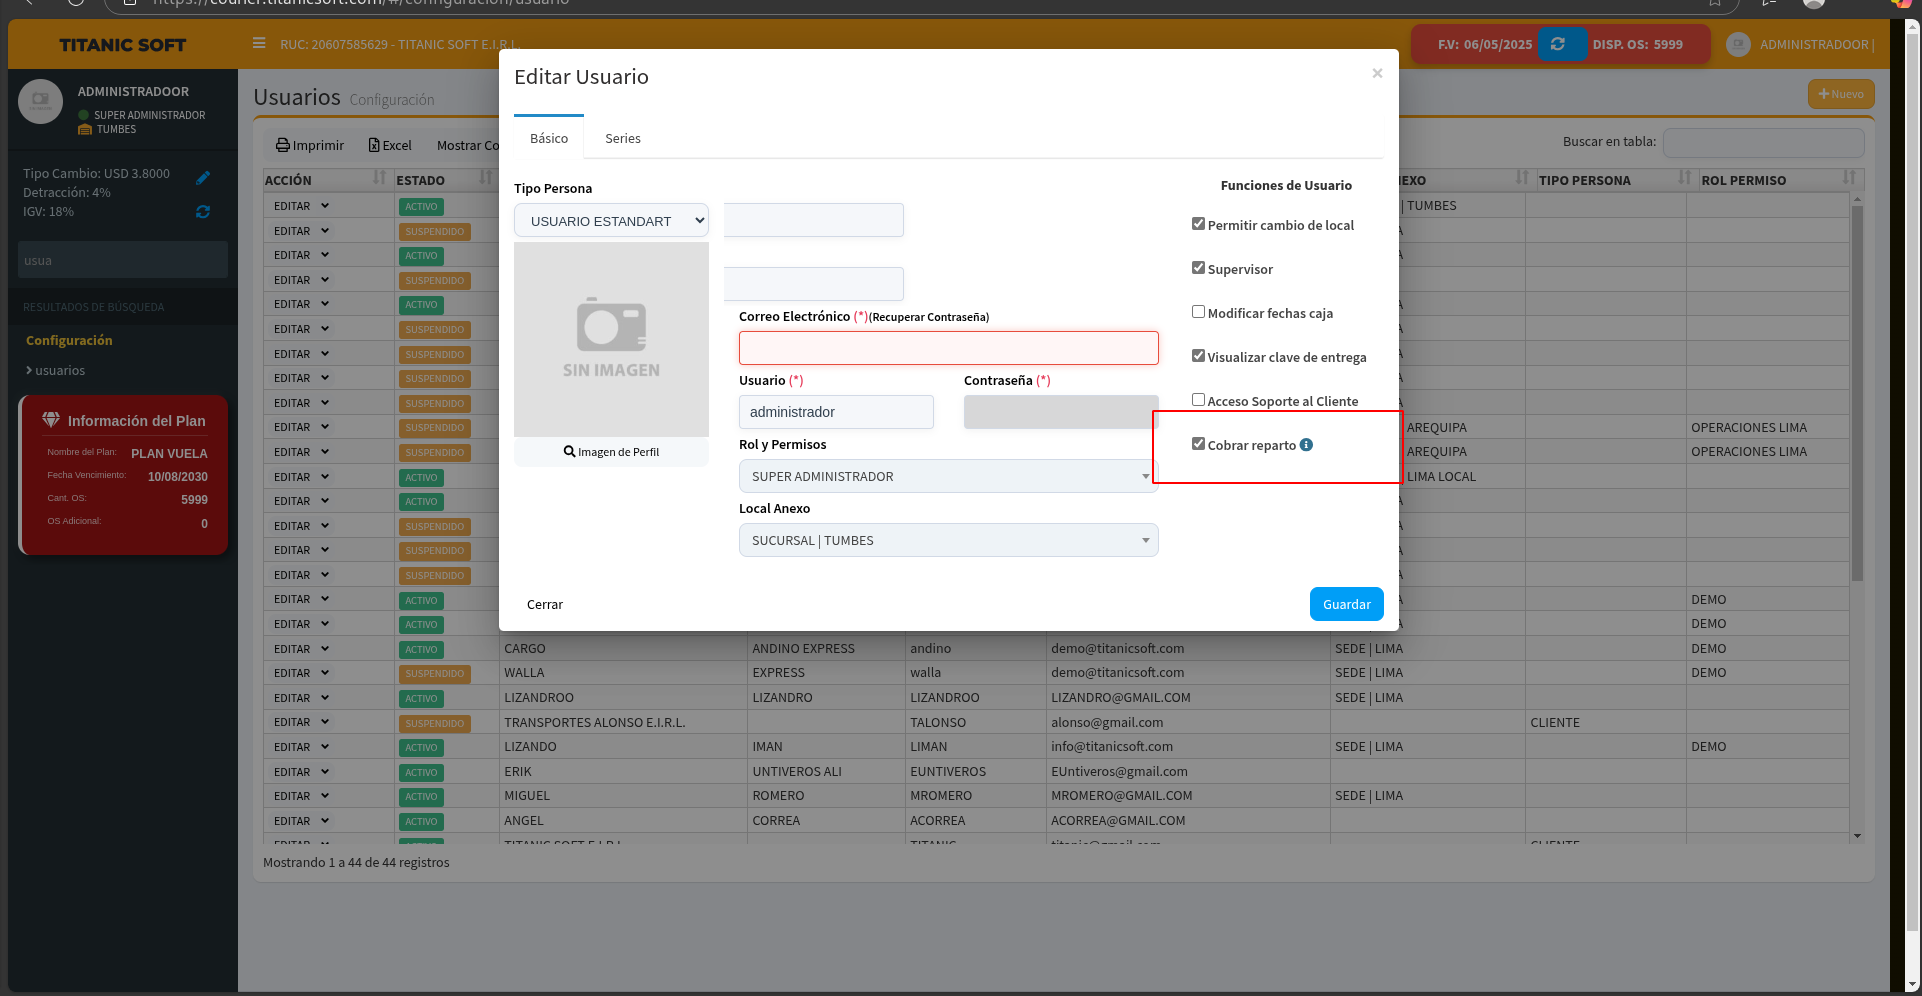 https://courier.titanicsoft.com/#/configuracion/usuario
TITANIC SOFT
RUC: 20607585629 - TITANIC SOFT E.I.R.L.
F.V: 06/05/2025
DISP. OS: 5999
ADMINISTRADOOR |
ADMINISTRADOOR
SUPER ADMINISTRADOR
TUMBES
Tipo Cambio: USD 3.8000
Detracción: 4%
IGV: 18%
usua
RESULTADOS DE BÚSQUEDA
Configuración
usuarios
Información del Plan
Nombre del Plan: PLAN VUELA
Fecha Vencimiento: 10/08/2030
Cant. OS: 5999
OS Adicional: 0
Usuarios Configuración
Nuevo
Imprimir Excel Mostrar Co
Buscar en tabla:
ACCIÓN ESTADO EXO TIPO PERSONA ROL PERMISO
EDITAR ACTIVO | TUMBES
EDITAR SUSPENDIDO A
EDITAR ACTIVO A
EDITAR SUSPENDIDO
EDITAR ACTIVO A
EDITAR SUSPENDIDO A
EDITAR SUSPENDIDO A
EDITAR SUSPENDIDO A
EDITAR SUSPENDIDO A
EDITAR SUSPENDIDO AREQUIPA OPERACIONES LIMA
EDITAR SUSPENDIDO AREQUIPA OPERACIONES LIMA
EDITAR ACTIVO LIMA LOCAL
EDITAR ACTIVO A
EDITAR SUSPENDIDO A
EDITAR SUSPENDIDO A
EDITAR SUSPENDIDO A
EDITAR ACTIVO A DEMO
EDITAR ACTIVO A DEMO
EDITAR ACTIVO CARGO ANDINO EXPRESS andino demo@titanicsoft.com SEDE | LIMA DEMO
EDITAR SUSPENDIDO WALLA EXPRESS walla demo@titanicsoft.com SEDE | LIMA DEMO
EDITAR ACTIVO LIZANDROO LIZANDRO LIZANDROO LIZANDRO@GMAIL.COM SEDE | LIMA
EDITAR SUSPENDIDO TRANSPORTES ALONSO E.I.R.L. TALONSO alonso@gmail.com CLIENTE
EDITAR ACTIVO LIZANDO IMAN LIMAN info@titanicsoft.com SEDE | LIMA DEMO
EDITAR ACTIVO ERIK UNTIVEROS ALI EUNTIVEROS EUntiveros@gmail.com
EDITAR ACTIVO MIGUEL ROMERO MROMERO MROMERO@GMAIL.COM SEDE | LIMA
EDITAR ACTIVO ANGEL CORREA ACORREA ACORREA@GMAIL.COM
EDITAR TITANIC SOFT E.I.R.L. TITANIC titanic@gmail.com CLIENTE
Mostrando 1 a 44 de 44 registros
Editar Usuario
×
Básico Series
Tipo Persona
USUARIO ESTANDART
SIN IMAGEN
Imagen de Perfil
Correo Electrónico (*)(Recuperar Contraseña)
Usuario (*) Contraseña (*)
administrador
Rol y Permisos
SUPER ADMINISTRADOR
Local Anexo
SUCURSAL | TUMBES
Funciones de Usuario
Permitir cambio de local
Supervisor
Modificar fechas caja
Visualizar clave de entrega
Acceso Soporte al Cliente
Cobrar reparto
Cerrar
Guardar